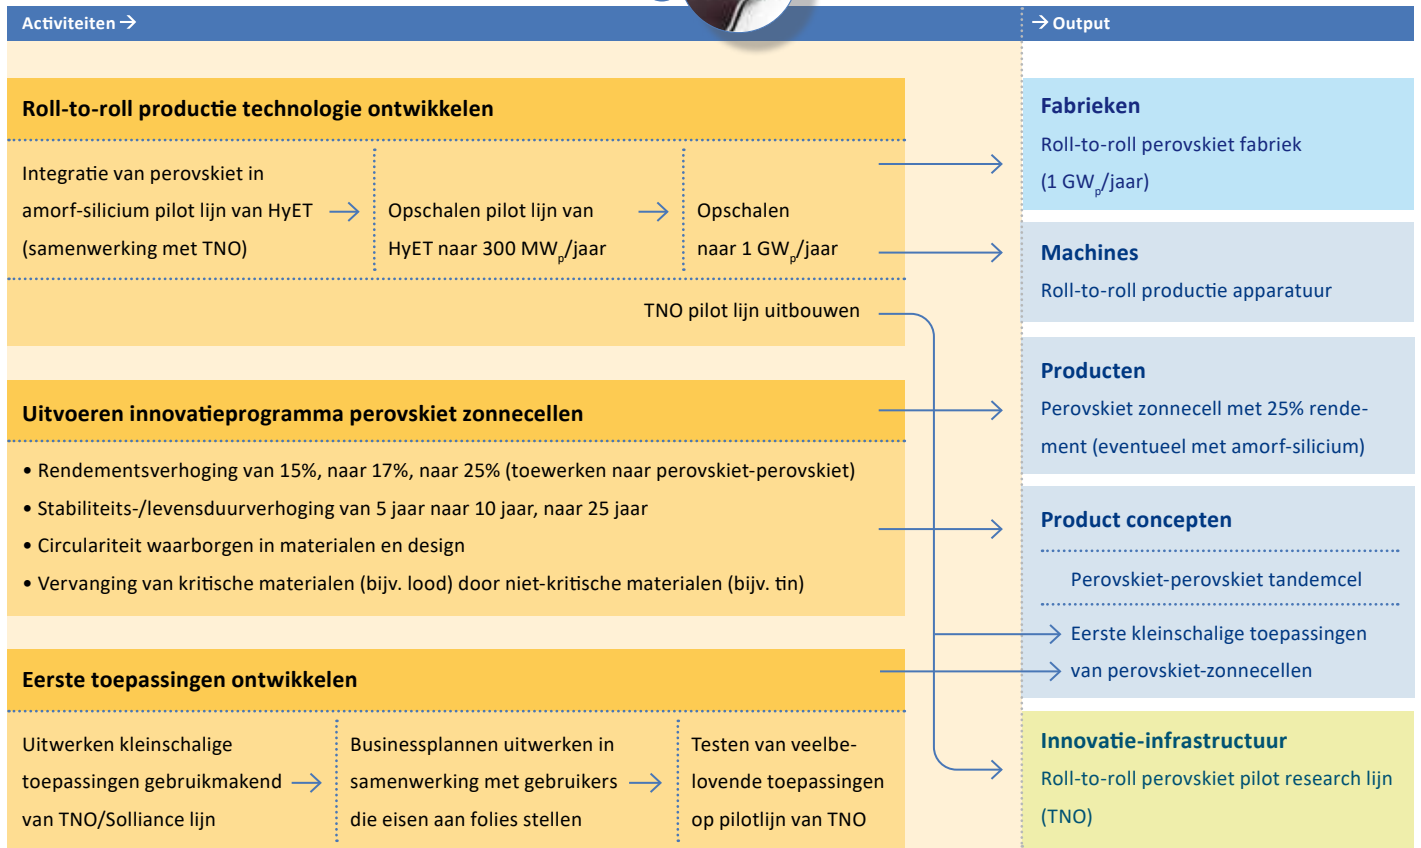 Activiteiten →
→ Output
Roll-to-roll productie technologie ontwikkelen
Integratie van perovskiet in
amorf-silicium pilot lijn van HyET
(samenwerking met TNO)
Opschalen pilot lijn van
HyET naar 300 MWp/jaar
Opschalen
naar 1 GWp/jaar
TNO pilot lijn uitbouwen
Uitvoeren innovatieprogramma perovskiet zonnecellen
• Rendementsverhoging van 15%, naar 17%, naar 25% (toewerken naar perovskiet-perovskiet)
• Stabiliteits-/levensduurverhoging van 5 jaar naar 10 jaar, naar 25 jaar
• Circulariteit waarborgen in materialen en design
• Vervanging van kritische materialen (bijv. lood) door niet-kritische materialen (bijv. tin)
Eerste toepassingen ontwikkelen
Uitwerken kleinschalige
toepassingen gebruikmakend
van TNO/Solliance lijn
Businessplannen uitwerken in
samenwerking met gebruikers
die eisen aan folies stellen
Testen van veelbe-
lovende toepassingen
op pilotlijn van TNO
Fabrieken
Roll-to-roll perovskiet fabriek
(1 GWp/jaar)
Machines
Roll-to-roll productie apparatuur
Producten
Perovskiet zonnecell met 25% rende-
ment (eventueel met amorf-silicium)
Product concepten
Perovskiet-perovskiet tandemcel
Eerste kleinschalige toepassingen
van perovskiet-zonnecellen
Innovatie-infrastructuur
Roll-to-roll perovskiet pilot research lijn
(TNO)